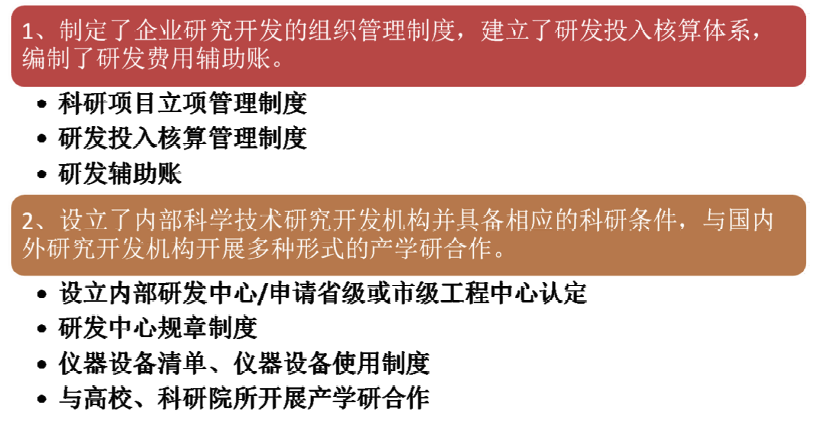 1、制定了企业研究开发的组织管理制度，建立了研发投入核算体系，
编制了研发费用辅助账。
• 科研项目立项管理制度
• 研发投入核算管理制度
• 研发辅助账
2、设立了内部科学技术研究开发机构并具备相应的科研条件，与国内
外研究开发机构开展多种形式的产学研合作。
• 设立内部研发中心/申请省级或市级工程中心认定
• 研发中心规章制度
• 仪器设备清单、仪器设备使用制度
• 与高校、科研院所开展产学研合作